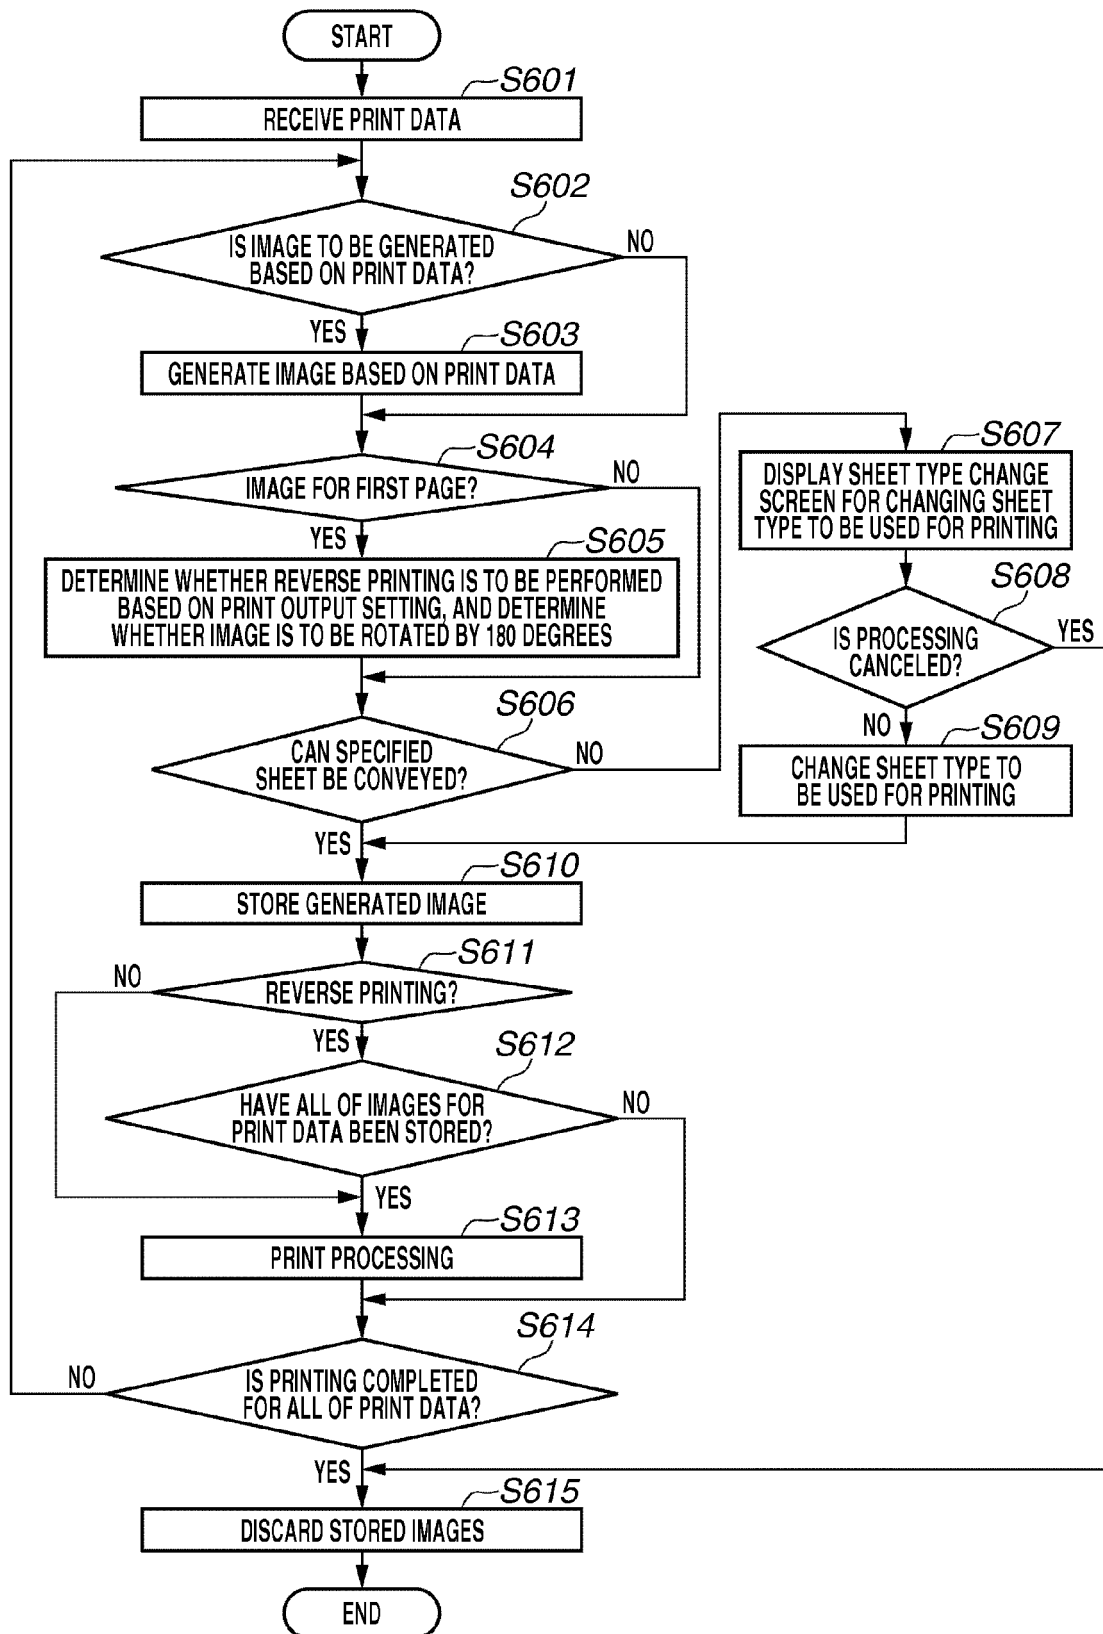 START
S601
RECEIVE PRINT DATA
S602
IS IMAGE TO BE GENERATED
BASED ON PRINT DATA?
NO
YES
S603
GENERATE IMAGE BASED ON PRINT DATA
S604
IMAGE FOR FIRST PAGE?
NO
YES
S605
DETERMINE WHETHER REVERSE PRINTING IS TO BE PERFORMED
BASED ON PRINT OUTPUT SETTING, AND DETERMINE
WHETHER IMAGE IS TO BE ROTATED BY 180 DEGREES
S606
CAN SPECIFIED
SHEET BE CONVEYED?
NO
YES
S607
DISPLAY SHEET TYPE CHANGE
SCREEN FOR CHANGING SHEET
TYPE TO BE USED FOR PRINTING
S608
IS PROCESSING
CANCELED?
YES
NO
S609
CHANGE SHEET TYPE TO
BE USED FOR PRINTING
S610
STORE GENERATED IMAGE
S611
REVERSE PRINTING?
NO
YES
S612
HAVE ALL OF IMAGES FOR
PRINT DATA BEEN STORED?
NO
YES
S613
PRINT PROCESSING
S614
IS PRINTING COMPLETED
FOR ALL OF PRINT DATA?
NO
YES
S615
DISCARD STORED IMAGES
END